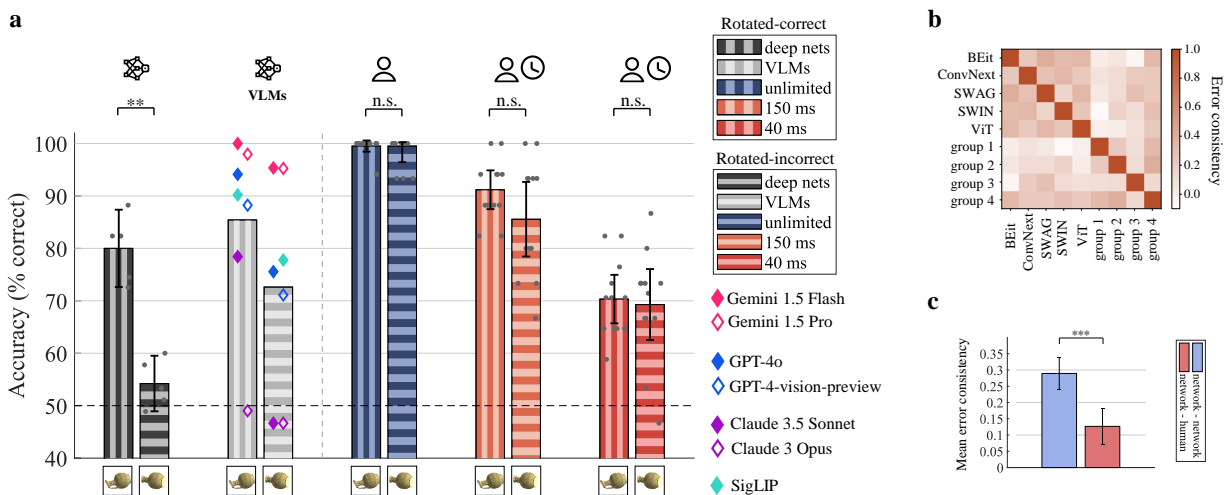 a
Accuracy (% correct)
100
90
80
70
60
50
40
**
VLMs
n.s.
n.s.
n.s.
Rotated-correct
deep nets
VLMs
unlimited
150 ms
40 ms
Rotated-incorrect
deep nets
VLMs
unlimited
150 ms
40 ms
Gemini 1.5 Flash
Gemini 1.5 Pro
GPT-4o
GPT-4-vision-preview
Claude 3.5 Sonnet
Claude 3 Opus
SigLIP
b
BEit
ConvNext
SWAG
SWIN
ViT
group 1
group 2
group 3
group 4
BEit
ConvNext
SWAG
SWIN
ViT
group 1
group 2
group 3
group 4
1.0
0.8
0.6
0.4
0.2
0.0
Error consistency
c
Mean error consistency
0.35
0.3
0.25
0.2
0.15
0.1
0.05
0
***
network - network
network - human